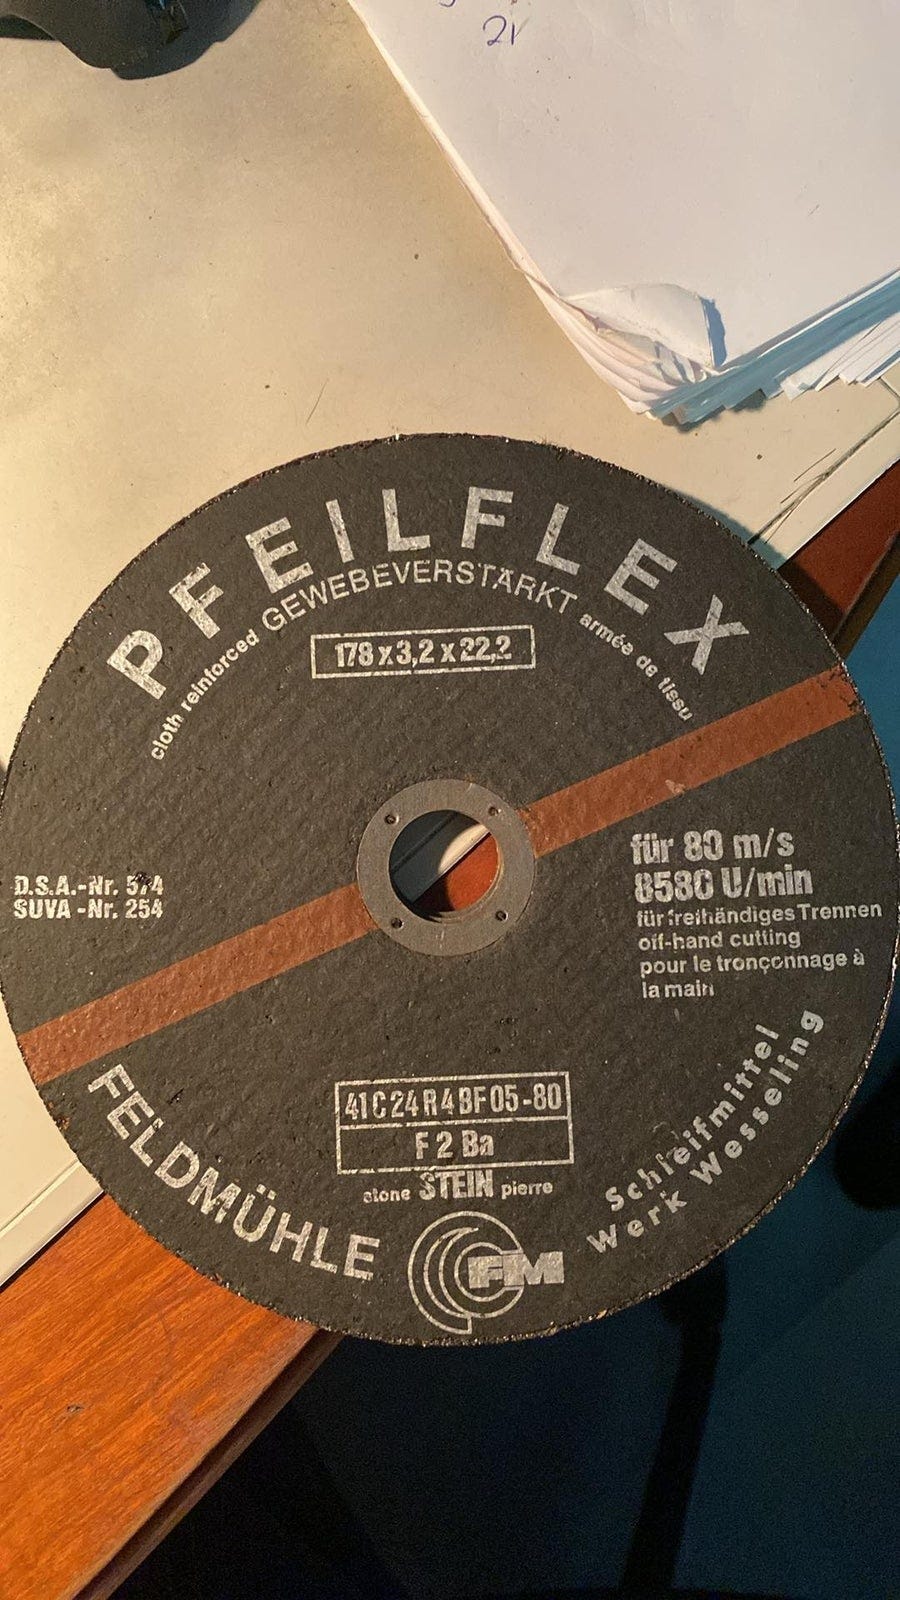 21
PFEILFLEX
cloth reinforced GEWEBEVERSTÄRKT armée de tissu
178 x 3,2 x 22,2
D.S.A.-Nr. 574
SUVA -Nr. 254
für 80 m/s
8580 U/min
für freihändiges Trennen
off-hand cutting
pour le tronçonnage à
la main
41 C 24 R 4 BF 05 - 80
F 2 Ba
stone STEIN pierre
FELDMÜHLE
FM
Schleifmittel
Werk Wesseling